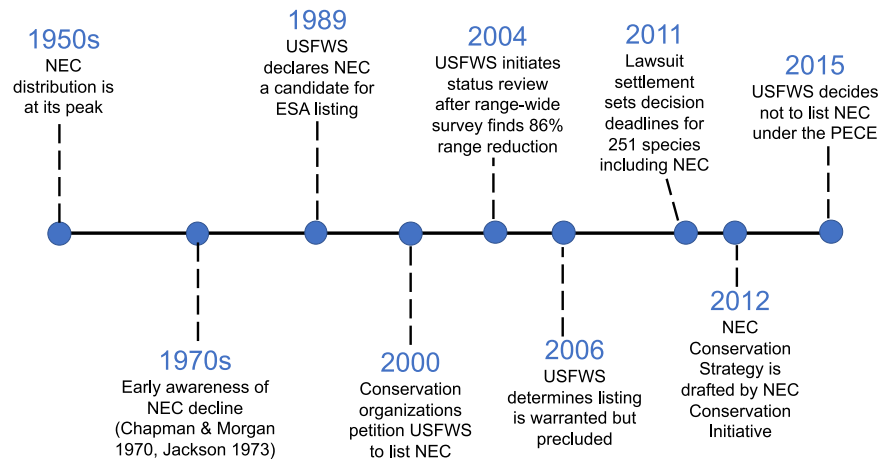 1950s
NEC
distribution is
at its peak
1989
USFWS
declares NEC
a candidate for
ESA listing
2004
USFWS initiates
status review
after range-wide
survey finds 86%
range reduction
2011
Lawsuit
settlement
sets decision
deadlines for
251 species
including NEC
2015
USFWS decides
not to list NEC
under the PECE
1970s
Early awareness of
NEC decline
(Chapman & Morgan
1970, Jackson 1973)
2000
Conservation
organizations
petition USFWS
to list NEC
2006
USFWS
determines listing
is warranted but
precluded
2012
NEC
Conservation
Strategy is
drafted by NEC
Conservation
Initiative